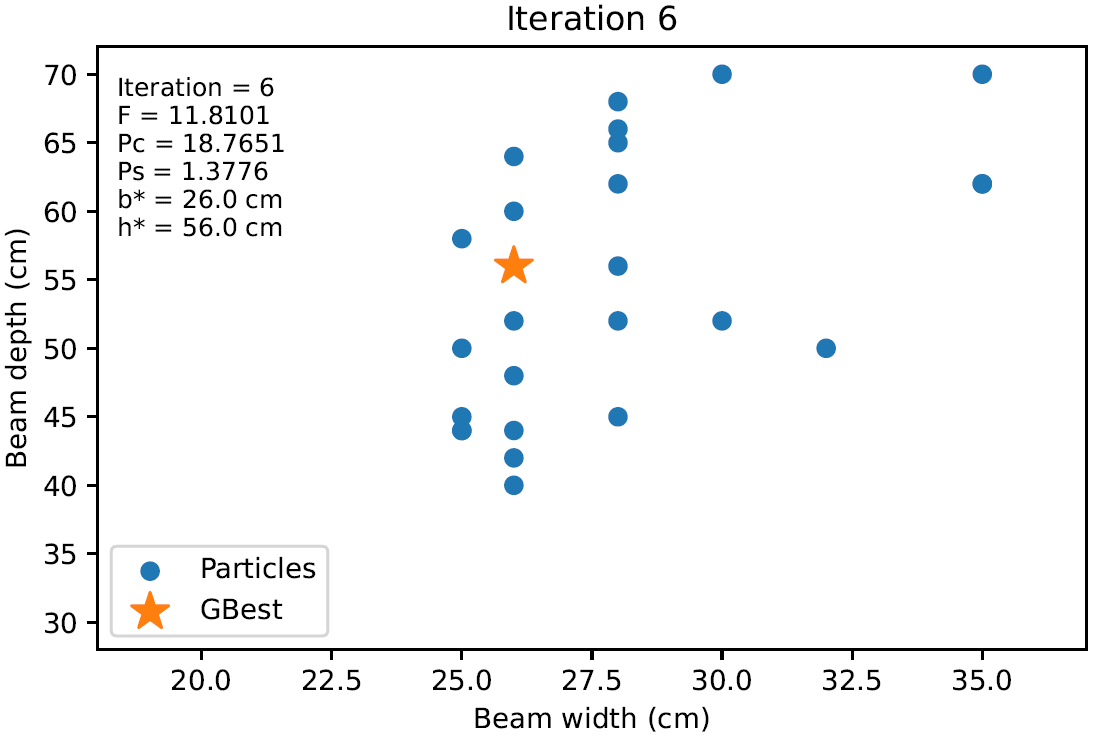 Iteration 6
Iteration = 6
F = 11.8101
Pc = 18.7651
Ps = 1.3776
b* = 26.0 cm
h* = 56.0 cm
Beam depth (cm)
70
65
60
55
50
45
40
35
30
Particles
GBest
20.0 22.5 25.0 27.5 30.0 32.5 35.0
Beam width (cm)